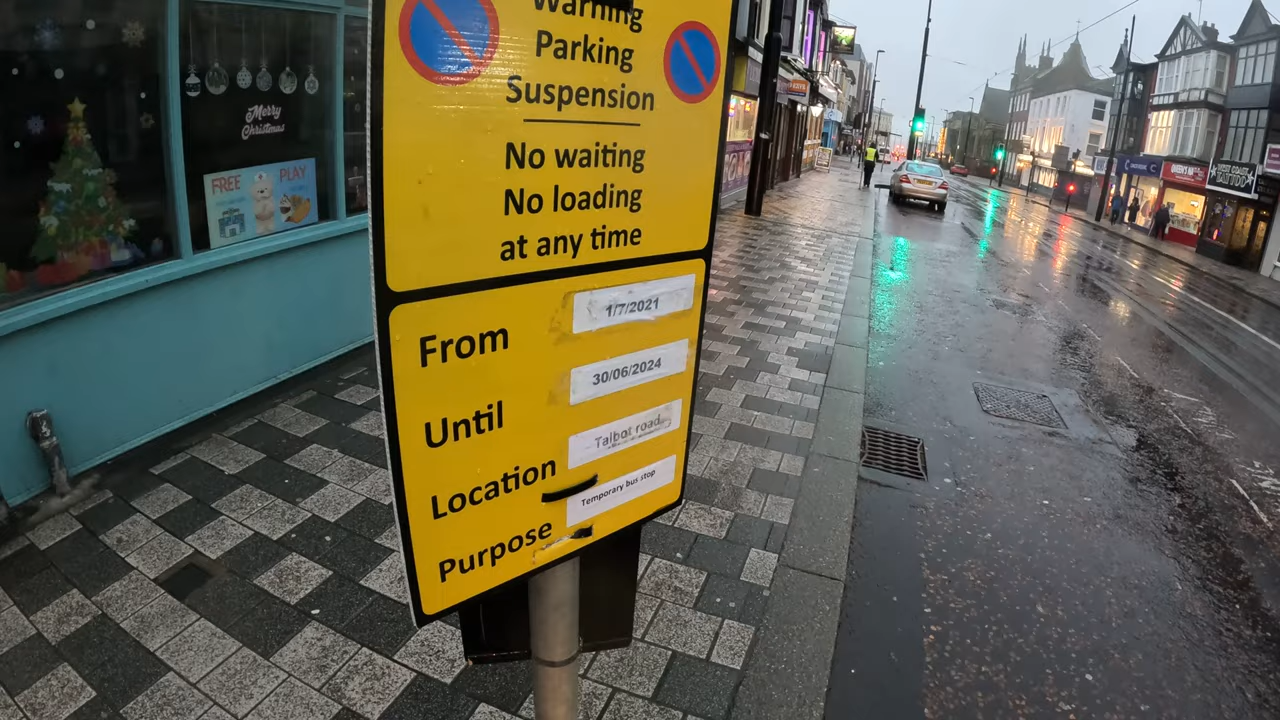 Warning
Parking
Suspension
No waiting
No loading
at any time
From 1/7/2021
Until 30/06/2024
Location Talbot road
Purpose Temporary bus stop
Merry
Christmas
FREE PLAY
TATTOO